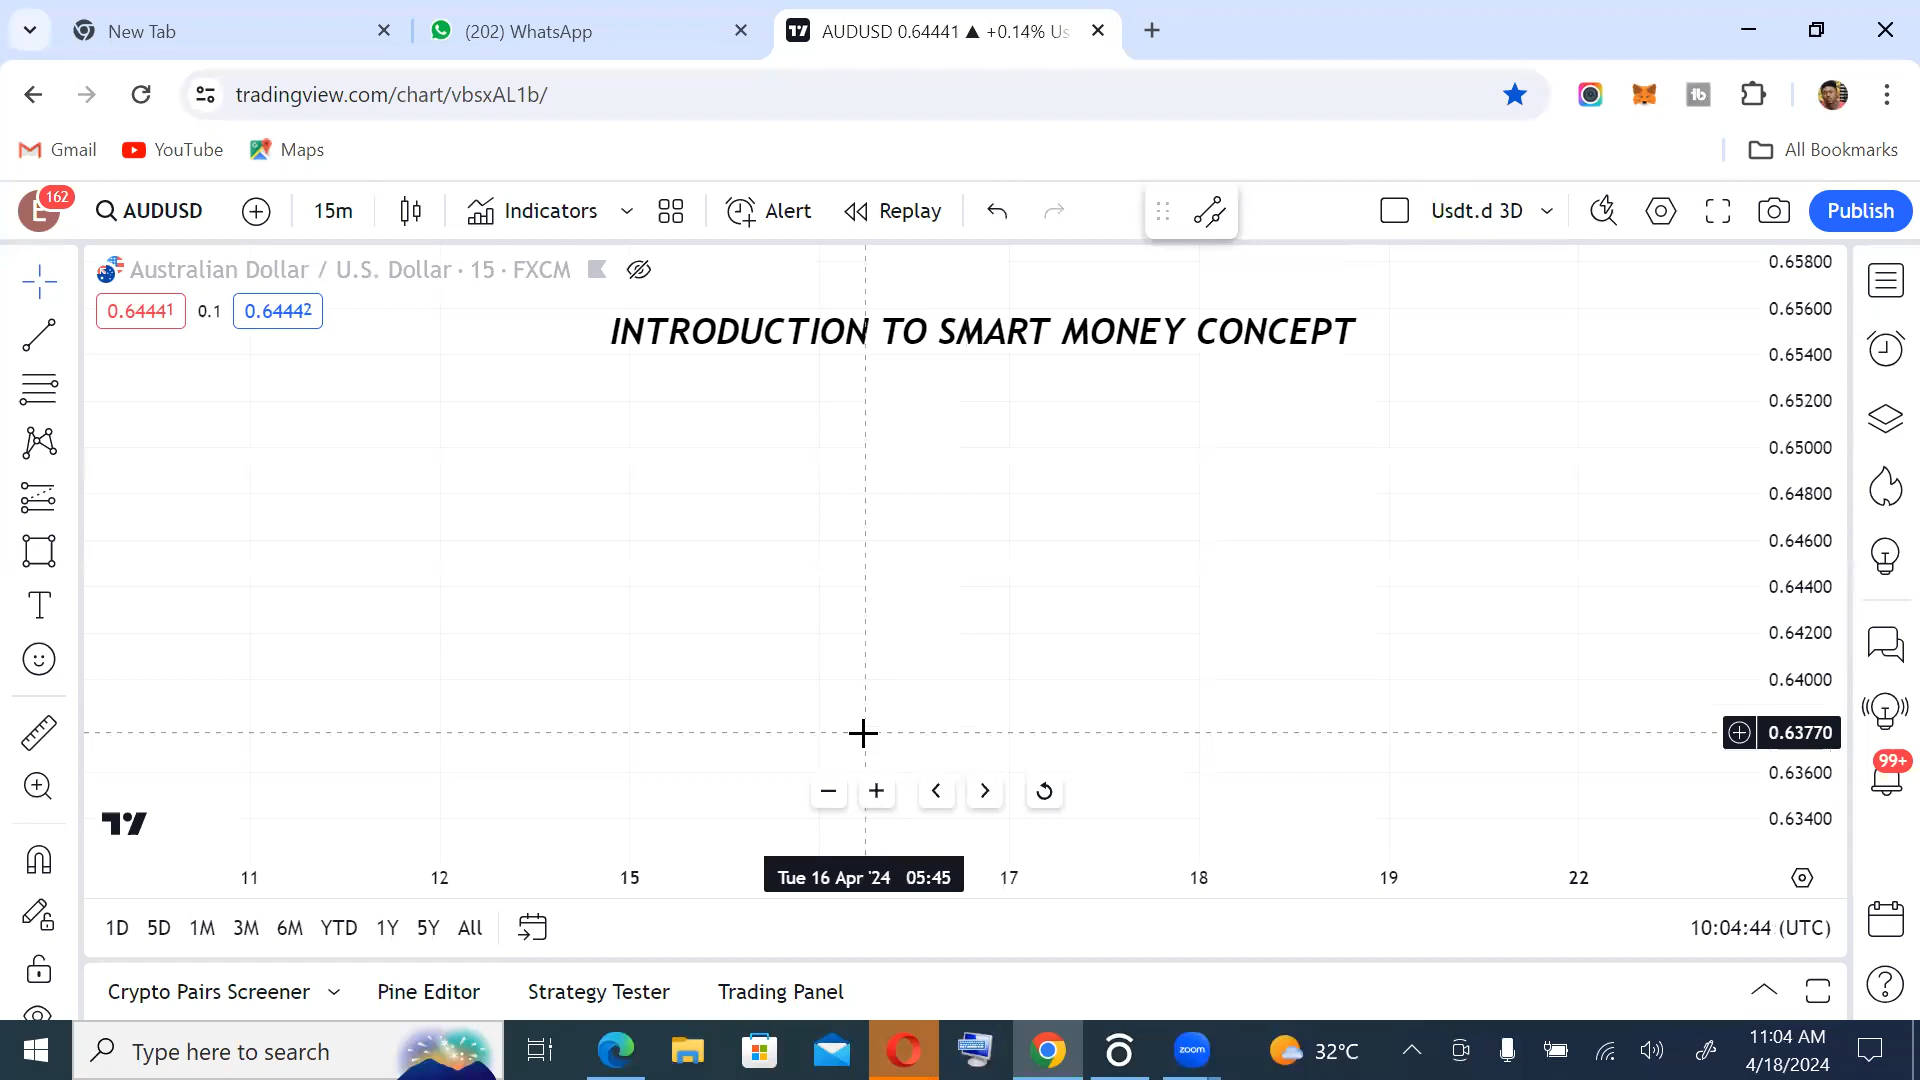 New Tab
(202) WhatsApp
AUDUSD 0.64441 ▲ +0.14% Us
tradingview.com/chart/vbsxAL1b/
Gmail
YouTube
Maps
All Bookmarks
E
162
AUDUSD
15m
Indicators
Alert
Replay
Usdt.d 3D
Publish
Australian Dollar / U.S. Dollar · 15 · FXCM
0.64441
0.1
0.64442
INTRODUCTION TO SMART MONEY CONCEPT
0.65800
0.65600
0.65400
0.65200
0.65000
0.64800
0.64600
0.64400
0.64200
0.64000
0.63770
0.63600
0.63400
99+
11
12
15
Tue 16 Apr '24 05:45
17
18
19
22
1D 5D 1M 3M 6M YTD 1Y 5Y All
10:04:44 (UTC)
Crypto Pairs Screener
Pine Editor
Strategy Tester
Trading Panel
Type here to search
zoom
32°C
11:04 AM
4/18/2024